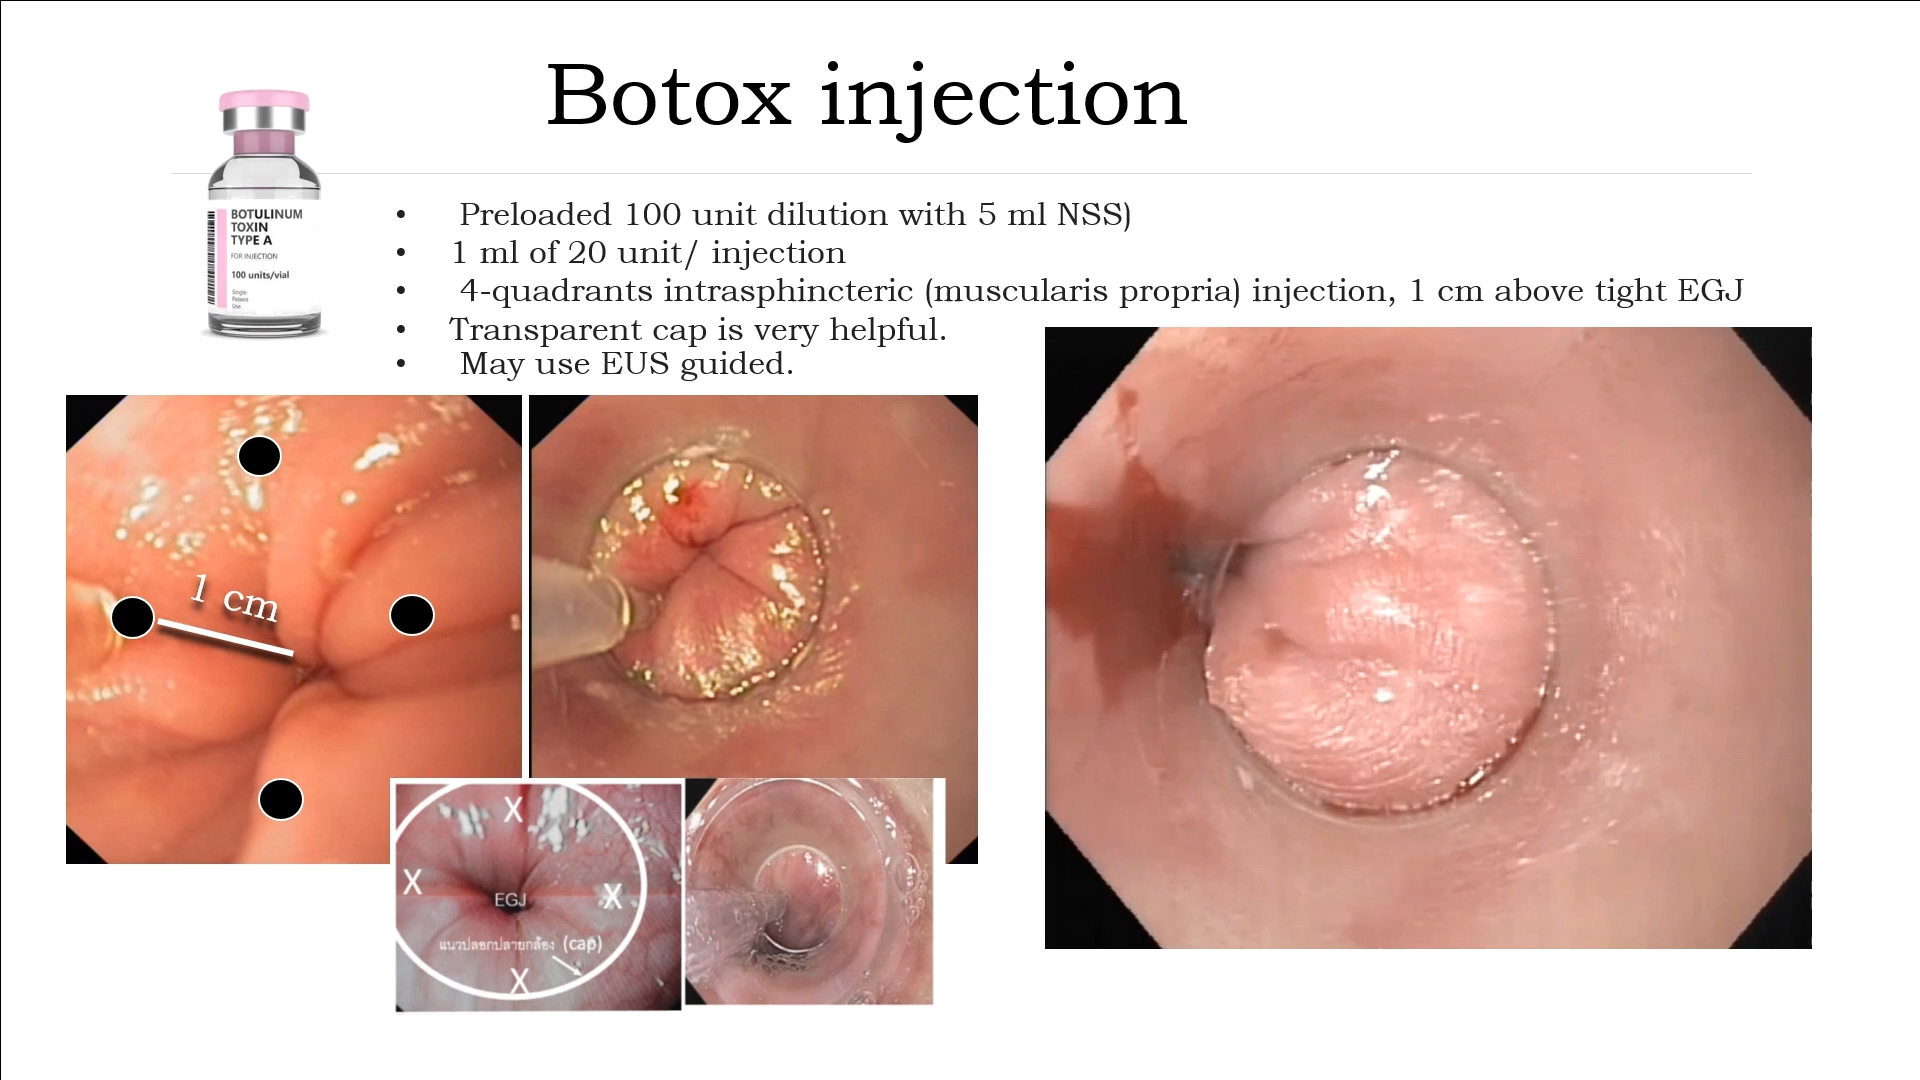 Botox injection
BOTULINUM
TOXIN
TYPE A
FOR INJECTION
100 units/vial
Single
Patient
Use
• Preloaded 100 unit dilution with 5 ml NSS)
• 1 ml of 20 unit/ injection
• 4-quadrants intrasphincteric (muscularis propria) injection, 1 cm above tight EGJ
• Transparent cap is very helpful.
• May use EUS guided.
1 cm
X
X
EGJ
X
แนวปลอกปลายกล้อง (cap)
X